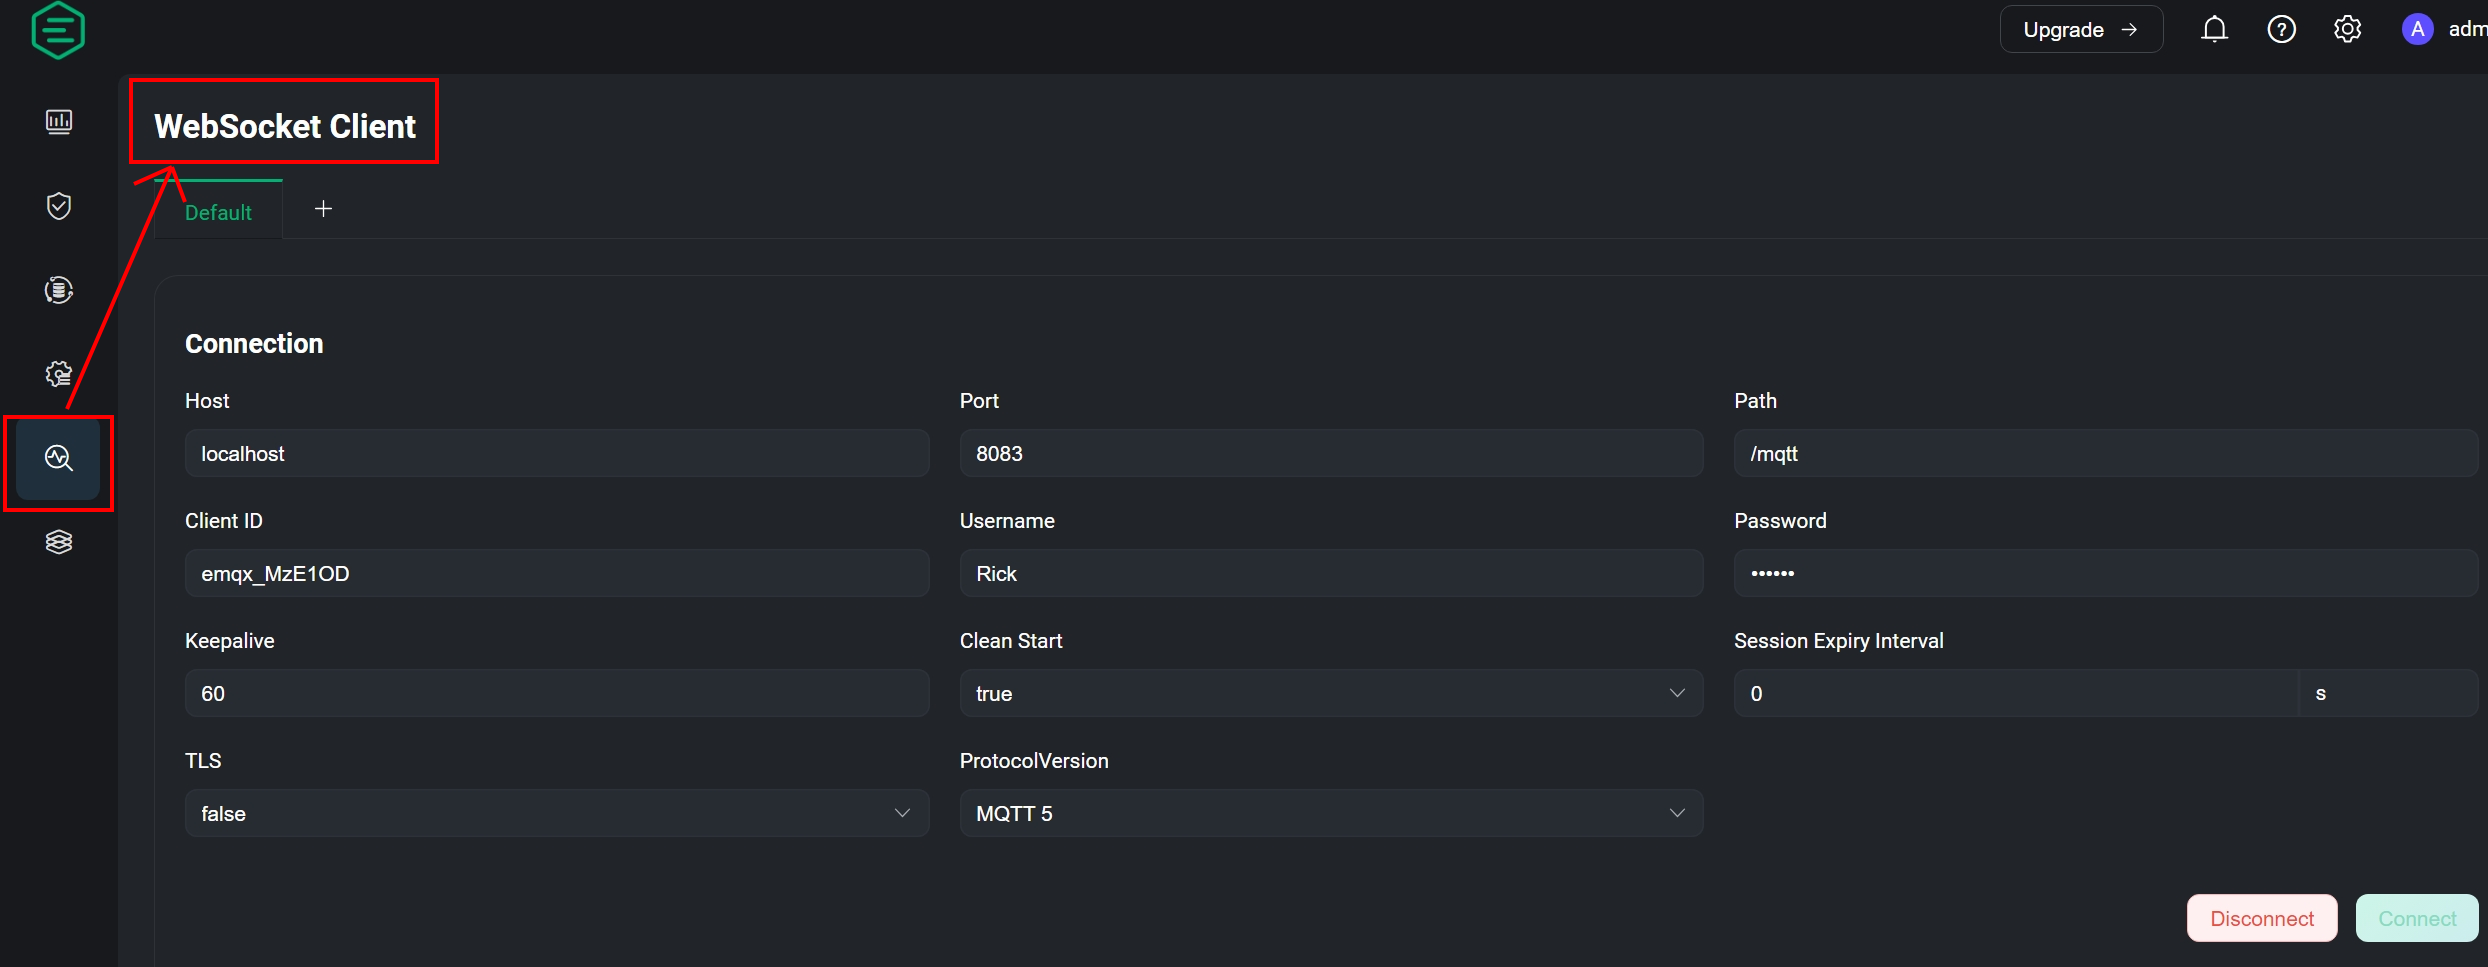 Upgrade →
A adm
WebSocket Client
Default +
Connection
Host Port Path
localhost 8083 /mqtt
Client ID Username Password
emqx_MzE1OD Rick ••••••
Keepalive Clean Start Session Expiry Interval
60 true 0 s
TLS ProtocolVersion
false MQTT 5
Disconnect Connect